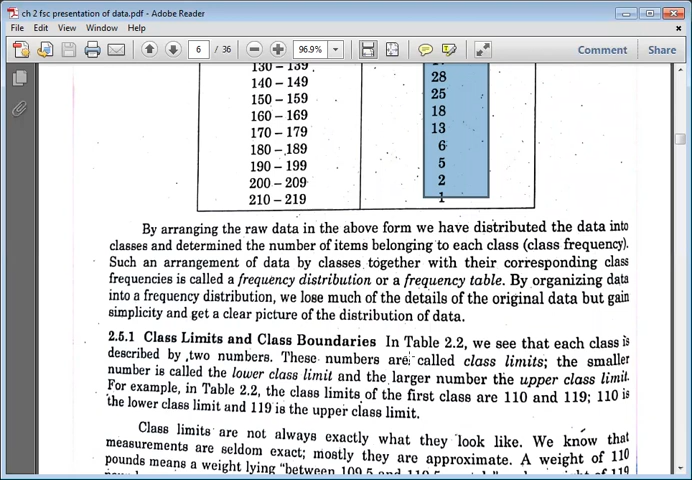 ch 2 fsc presentation of data.pdf - Adobe Reader
File Edit View Window Help
6 / 36 96.9% Comment Share
130 – 139
140 – 149 28
150 – 159 25
160 – 169 18
170 – 179 13
180 – 189 6
190 – 199 5
200 – 209 2
210 – 219 1
By arranging the raw data in the above form we have distributed the data into
classes and determined the number of items belonging to each class (class frequency).
Such an arrangement of data by classes together with their corresponding class
frequencies is called a frequency distribution or a frequency table. By organizing data
into a frequency distribution, we lose much of the details of the original data but gain
simplicity and get a clear picture of the distribution of data.
2.5.1 Class Limits and Class Boundaries In Table 2.2, we see that each class is
described by two numbers. These numbers are called class limits; the smaller
number is called the lower class limit and the larger number the upper class limit.
For example, in Table 2.2, the class limits of the first class are 110 and 119; 110 is
the lower class limit and 119 is the upper class limit.
Class limits are not always exactly what they look like. We know that
measurements are seldom exact; mostly they are approximate. A weight of 110
pounds means a weight lying "between 109.5 and 110.5 of 119